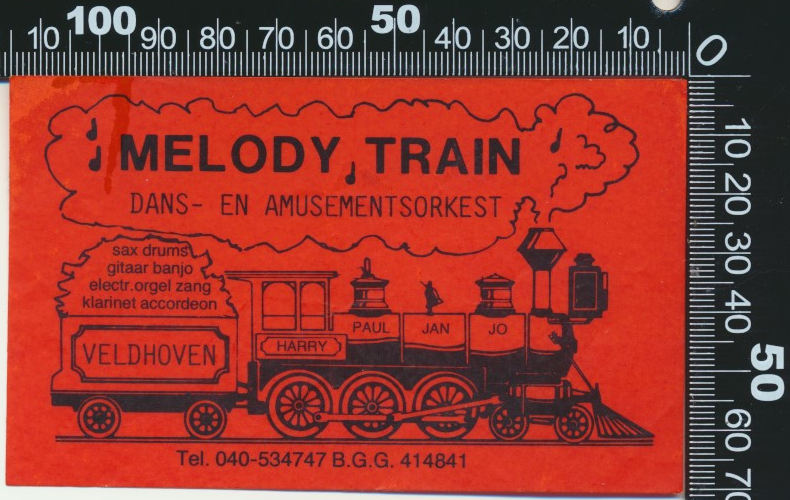 100 50
10 90 80 70 60 40 30 20 10 0
MELODY TRAIN
DANS- EN AMUSEMENTSORKEST
sax drums
gitaar banjo
electr.orgel zang
klarinet accordeon
VELDHOVEN
HARRY
PAUL
JAN
JO
Tel. 040-534747 B.G.G. 414841
10
20
30
40
50
60
70